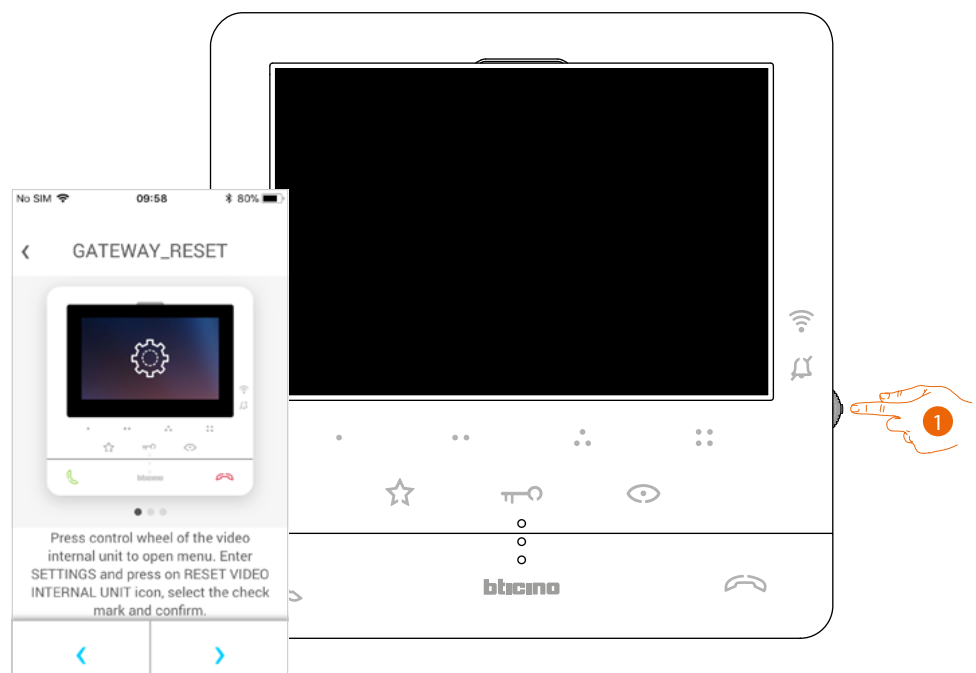 No SIM 09:58 80%
GATEWAY_RESET
bticino
Press control wheel of the video
internal unit to open menu. Enter
SETTINGS and press on RESET VIDEO
INTERNAL UNIT icon, select the check
mark and confirm.
bticino
1